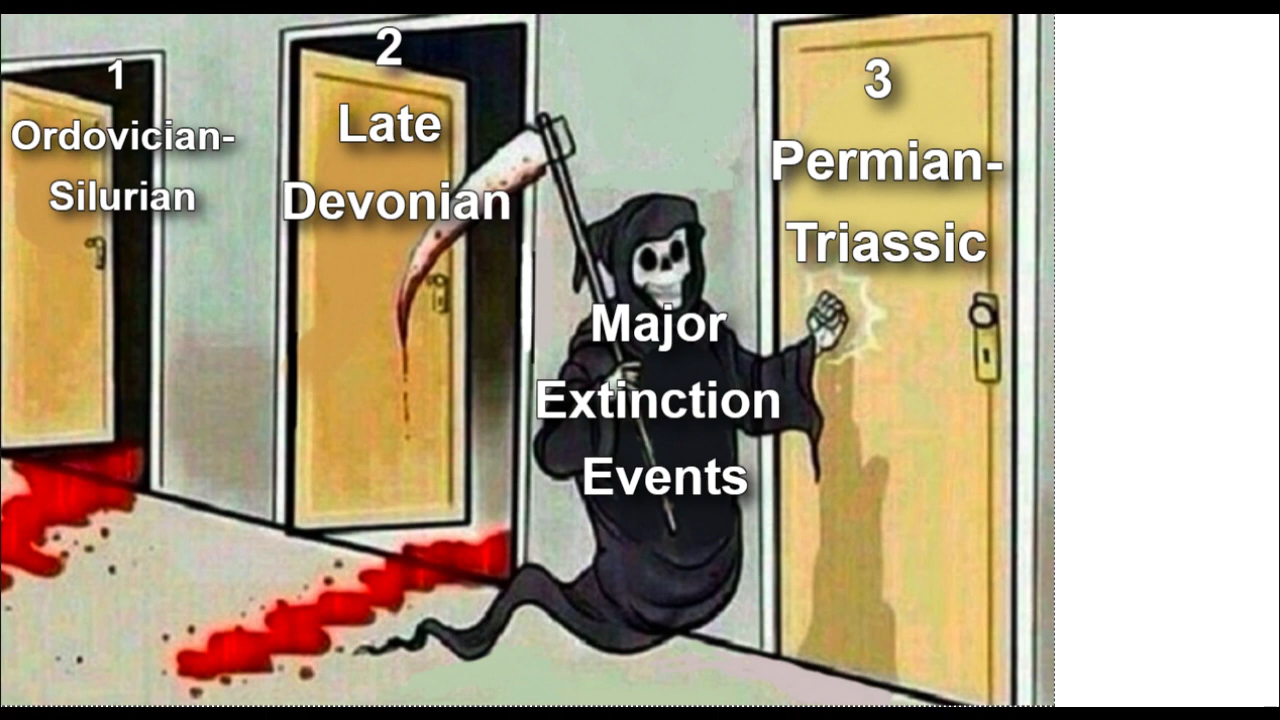 1
Ordovician-
Silurian
2
Late
Devonian
Major
Extinction
Events
3
Permian-
Triassic